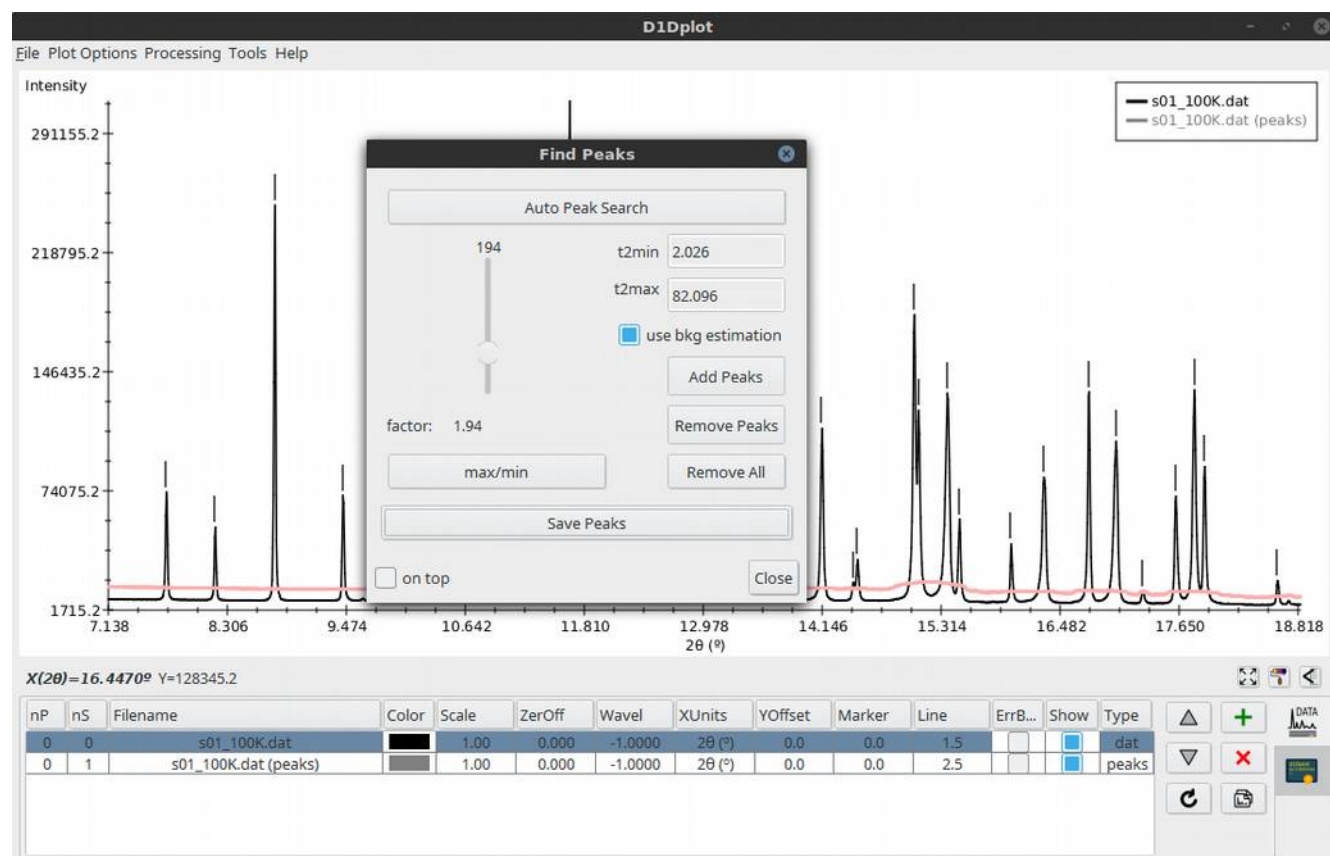 D1Dplot
File Plot Options Processing Tools Help
Intensity
s01_100K.dat
s01_100K.dat (peaks)
291155.2
218795.2
146435.2
74075.2
1715.2
Find Peaks
Auto Peak Search
194
t2min 2.026
t2max 82.096
use bkg estimation
Add Peaks
factor: 1.94
Remove Peaks
max/min
Remove All
Save Peaks
on top
Close
7.138 8.306 9.474 10.642 11.810 12.978 14.146 15.314 16.482 17.650 18.818
2θ (º)
X(2θ)=16.4470º Y=128345.2
nP nS Filename Color Scale ZerOff Wavel XUnits YOffset Marker Line ErrB... Show Type
0 0 s01_100K.dat 1.00 0.000 -1.0000 2θ (º) 0.0 0.0 1.5 dat
0 1 s01_100K.dat (peaks) 1.00 0.000 -1.0000 2θ (º) 0.0 0.0 2.5 peaks
DATA